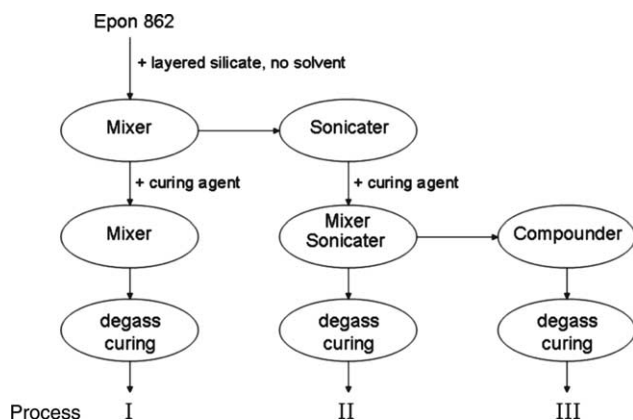 Epon 862
+ layered silicate, no solvent
Mixer
Sonicater
+ curing agent
+ curing agent
Mixer
Mixer
Sonicater
Compounder
degass
curing
degass
curing
degass
curing
Process I II III